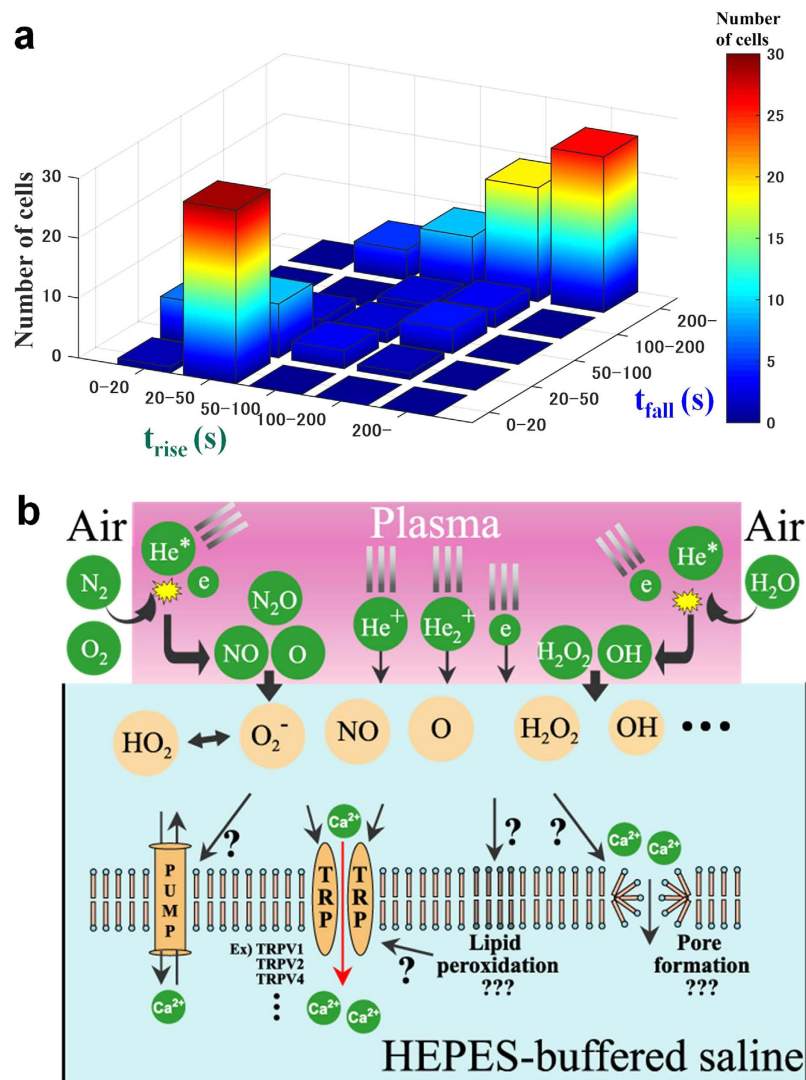 a
Number
of cells
30
25
20
15
10
5
0
30
20
10
0
Number of cells
0-20
20-50
50-100
100-200
200-
t_rise (s)
200-
100-200
50-100
20-50
0-20
t_fall (s)
b
Air
Plasma
Air
He*
He*
N₂
e
e
H₂O
N₂O
He⁺
He₂⁺
e
O₂
NO
O
H₂O₂
OH
HO₂
O₂⁻
NO
O
H₂O₂
OH
•••
Ca²⁺
?
?
?
Ca²⁺
Ca²⁺
PUMP
TRP
TRP
Ex) TRPV1
TRPV2
TRPV4
⋮
?
Lipid
peroxidation
???
Pore
formation
???
Ca²⁺
Ca²⁺
Ca²⁺
HEPES-buffered saline